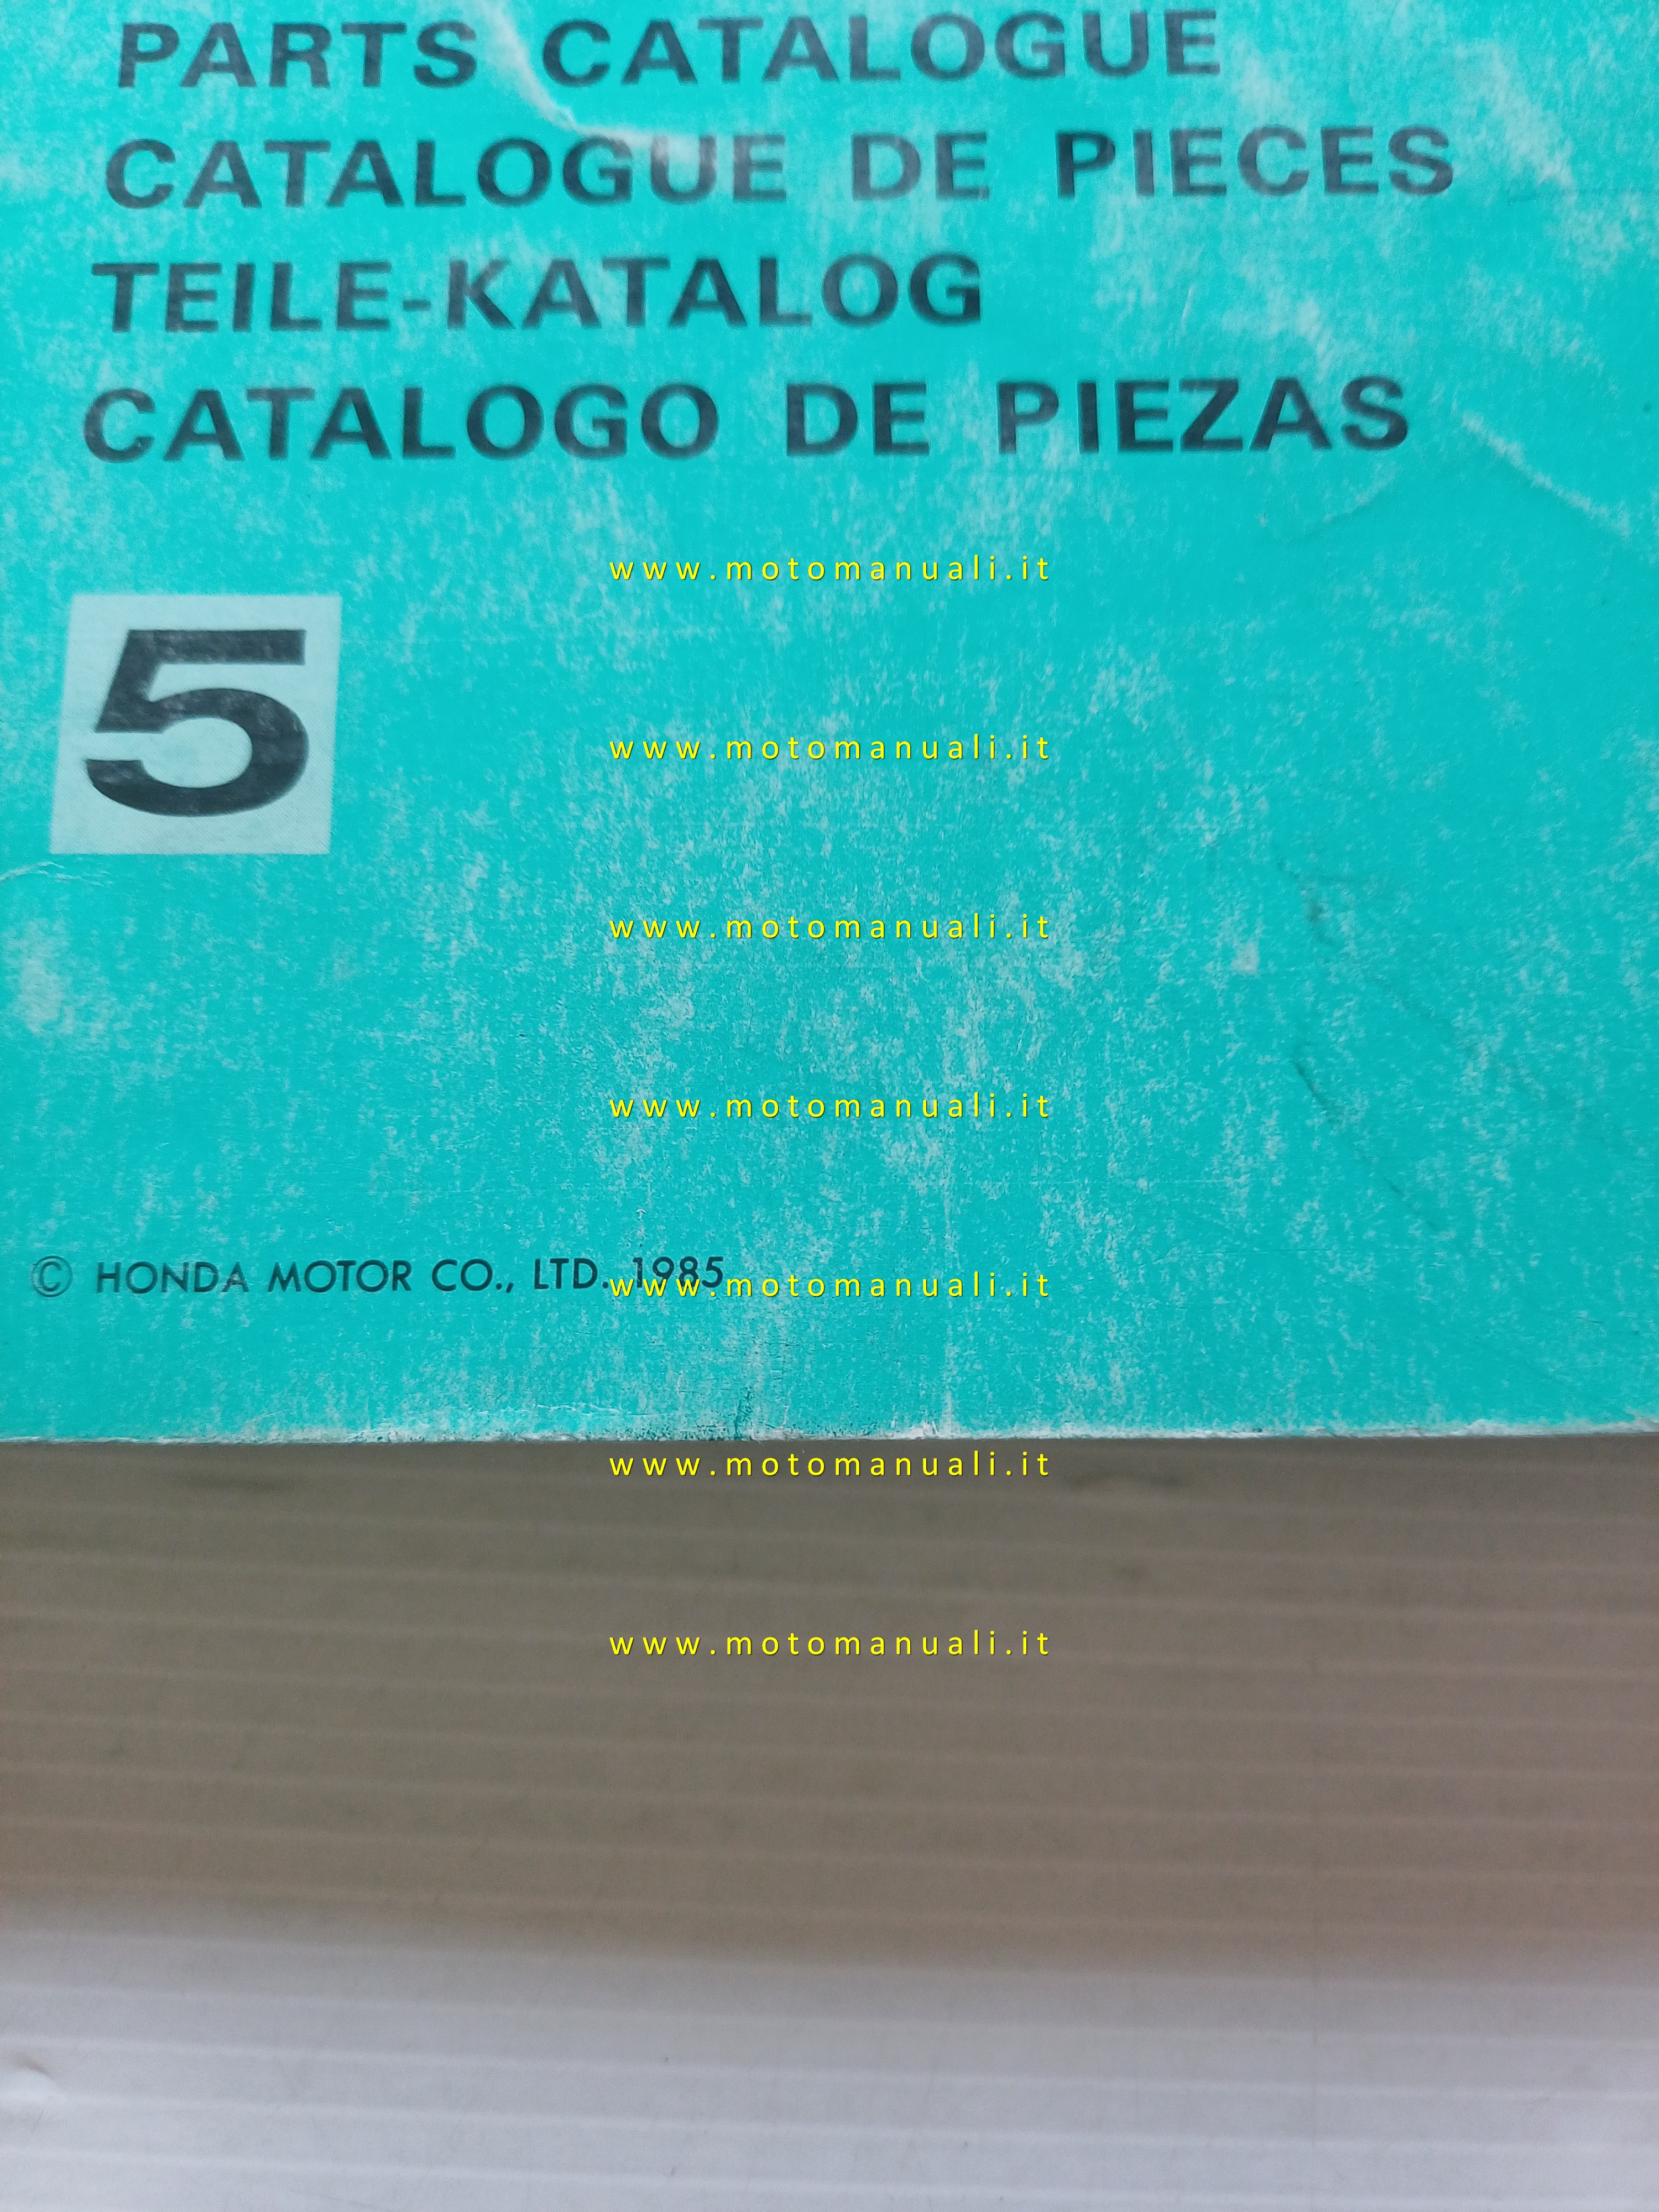 PARTS CATALOGUE
CATALOGUE DE PIECES
TEILE-KATALOG
CATALOGO DE PIEZAS
www.motomanuali.it
5
www.motomanuali.it
www.motomanuali.it
www.motomanuali.it
© HONDA MOTOR CO., LTD. 1985
www.motomanuali.it
www.motomanuali.it
www.motomanuali.it